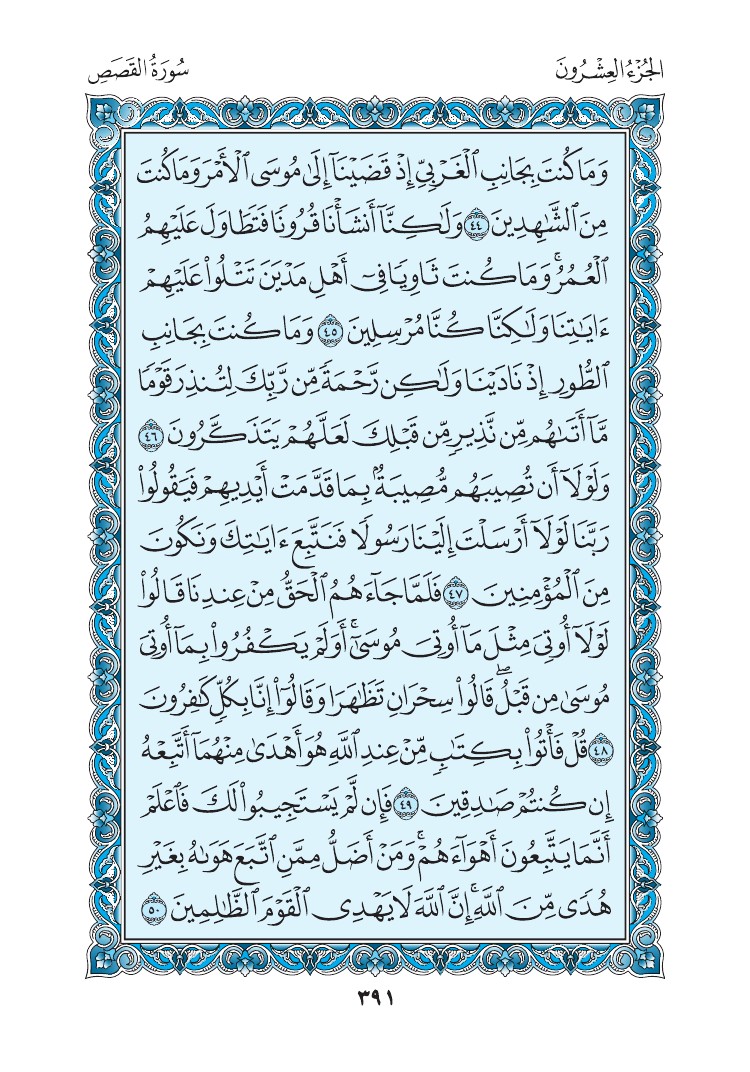 الجُزْءُ العِشْرُونَ
سُورَةُ القَصَصِ
وَمَا كُنتَ بِجَانِبِ ٱلْغَرْبِيِّ إِذْ قَضَيْنَآ إِلَىٰ مُوسَى ٱلْأَمْرَ وَمَا كُنتَ
مِنَ ٱلشَّٰهِدِينَ ٤٤ وَلَٰكِنَّآ أَنشَأْنَا قُرُونًا فَتَطَاوَلَ عَلَيْهِمُ
ٱلْعُمُرُۚ وَمَا كُنتَ ثَاوِيًا فِىٓ أَهْلِ مَدْيَنَ تَتْلُوا۟ عَلَيْهِمْ
ءَايَٰتِنَا وَلَٰكِنَّا كُنَّا مُرْسِلِينَ ٤٥ وَمَا كُنتَ بِجَانِبِ
ٱلطُّورِ إِذْ نَادَيْنَا وَلَٰكِن رَّحْمَةً مِّن رَّبِّكَ لِتُنذِرَ قَوْمًا
مَّآ أَتَىٰهُم مِّن نَّذِيرٍ مِّن قَبْلِكَ لَعَلَّهُمْ يَتَذَكَّرُونَ ٤٦
وَلَوْلَآ أَن تُصِيبَهُم مُّصِيبَةٌۢ بِمَا قَدَّمَتْ أَيْدِيهِمْ فَيَقُولُوا۟
رَبَّنَا لَوْلَآ أَرْسَلْتَ إِلَيْنَا رَسُولًا فَنَتَّبِعَ ءَايَٰتِكَ وَنَكُونَ
مِنَ ٱلْمُؤْمِنِينَ ٤٧ فَلَمَّا جَآءَهُمُ ٱلْحَقُّ مِنْ عِندِنَا قَالُوا۟
لَوْلَآ أُوتِىَ مِثْلَ مَآ أُوتِىَ مُوسَىٰٓۚ أَوَلَمْ يَكْفُرُوا۟ بِمَآ أُوتِىَ
مُوسَىٰ مِن قَبْلُۖ قَالُوا۟ سِحْرَانِ تَظَٰهَرَا وَقَالُوٓا۟ إِنَّا بِكُلٍّ كَٰفِرُونَ
٤٨ قُلْ فَأْتُوا۟ بِكِتَٰبٍ مِّنْ عِندِ ٱللَّهِ هُوَ أَهْدَىٰ مِنْهُمَآ أَتَّبِعْهُ
إِن كُنتُمْ صَٰدِقِينَ ٤٩ فَإِن لَّمْ يَسْتَجِيبُوا۟ لَكَ فَٱعْلَمْ
أَنَّمَا يَتَّبِعُونَ أَهْوَآءَهُمْۚ وَمَنْ أَضَلُّ مِمَّنِ ٱتَّبَعَ هَوَىٰهُ بِغَيْرِ
هُدًى مِّنَ ٱللَّهِۚ إِنَّ ٱللَّهَ لَا يَهْدِى ٱلْقَوْمَ ٱلظَّٰلِمِينَ ٥٠
٣٩١